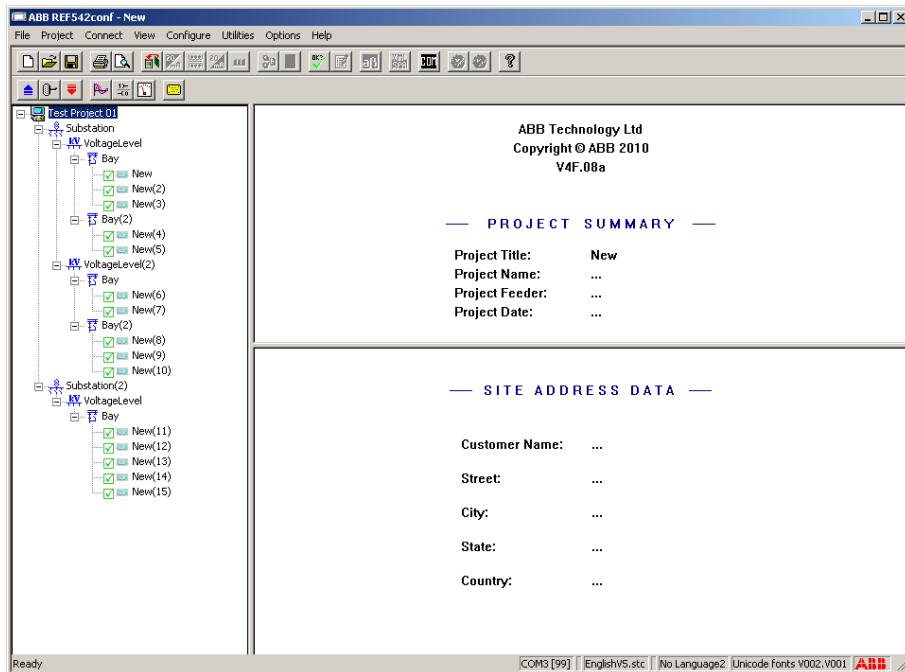 ABB REF542conf - New
File Project Connect View Configure Utilities Options Help
Test Project 01
Substation
VoltageLevel
Bay
New
New(2)
New(3)
Bay(2)
New(4)
New(5)
VoltageLevel(2)
Bay
New(6)
New(7)
Bay(2)
New(8)
New(9)
New(10)
Substation(2)
VoltageLevel
Bay
New(11)
New(12)
New(13)
New(14)
New(15)
ABB Technology Ltd
Copyright © ABB 2010
V4F.08a
PROJECT SUMMARY
Project Title: New
Project Name: ...
Project Feeder: ...
Project Date: ...
SITE ADDRESS DATA
Customer Name: ...
Street: ...
City: ...
State: ...
Country: ...
Ready COM3 [99] EnglishV5.stc No Language2 Unicode fonts V002.V001 ABB